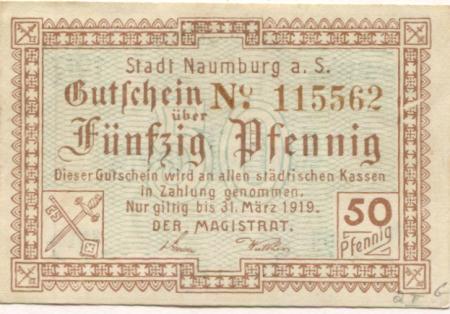 Stadt Naumburg a. S.
Gutschein No. 115562
über
Fünfzig Pfennig
Dieser Gutschein wird an allen städtischen Kassen
in Zahlung genommen.
Nur giltig bis 31. März 1919.
DER MAGISTRAT.
50
Pfennig